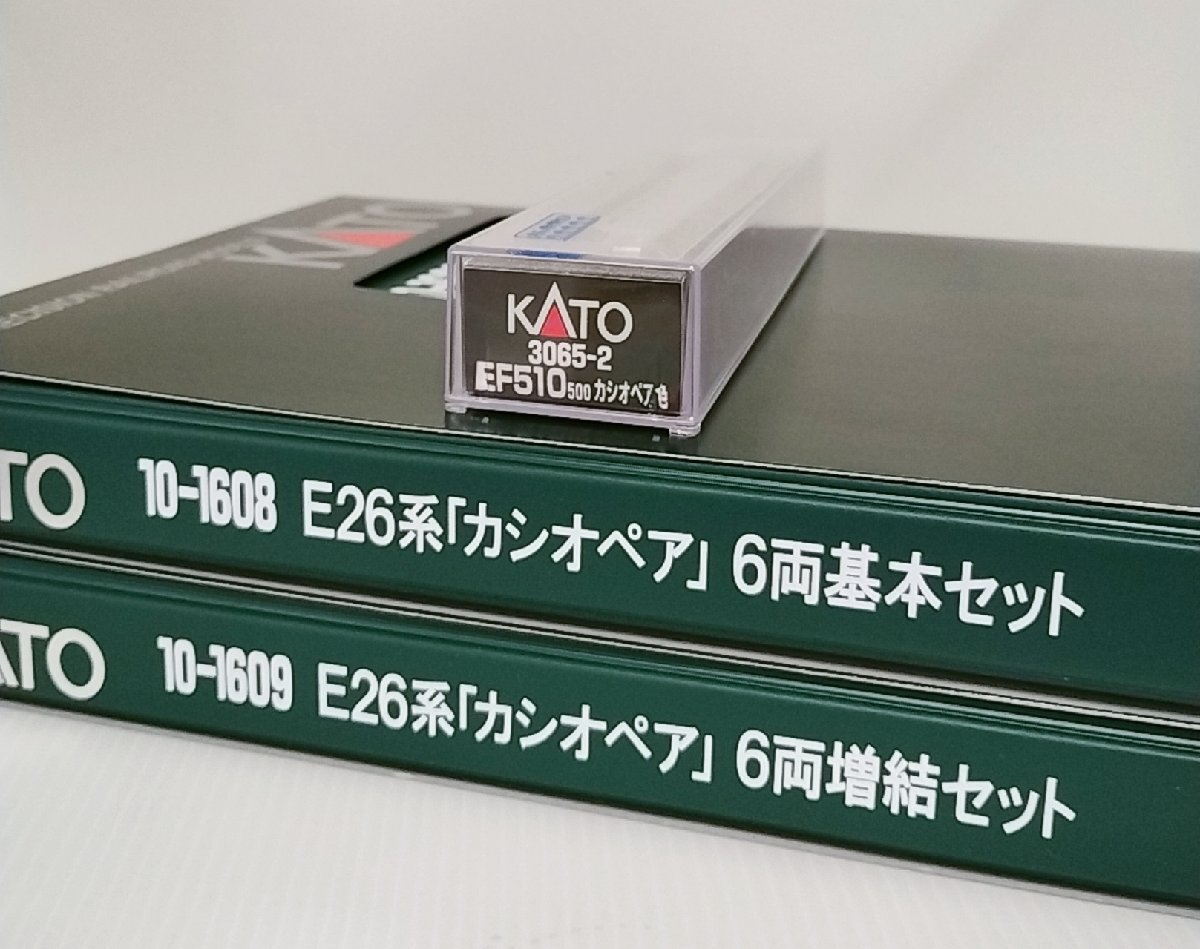 KATO
KATO
3065-2
EF510 500 カシオペア色
KATO 10-1608 E26系「カシオペア」 6両基本セット
KATO 10-1609 E26系「カシオペア」 6両増結セット